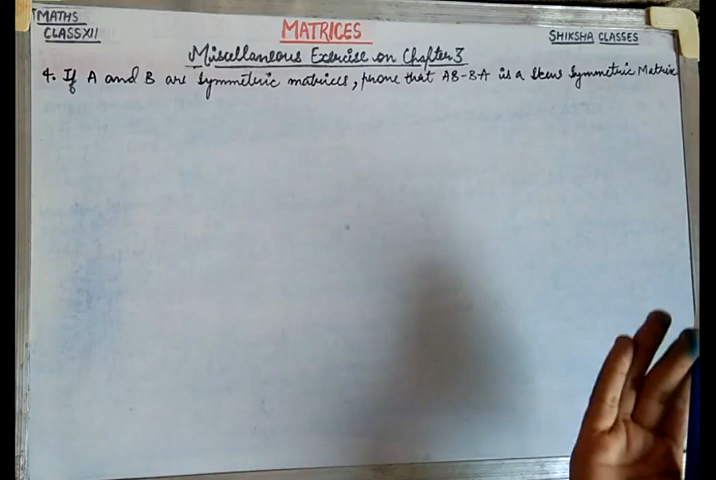 MATHS
CLASS XII
MATRICES
SHIKSHA CLASSES
Miscellaneous Exercise on Chapter 3
4. If A and B are symmetric matrices, prove that AB-BA is a Skew Symmetric Matrix